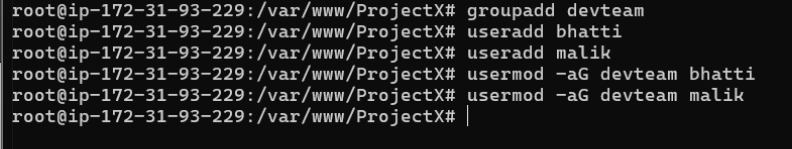 root@ip-172-31-93-229:/var/www/ProjectX# groupadd devteam
root@ip-172-31-93-229:/var/www/ProjectX# useradd bhatti
root@ip-172-31-93-229:/var/www/ProjectX# useradd malik
root@ip-172-31-93-229:/var/www/ProjectX# usermod -aG devteam bhatti
root@ip-172-31-93-229:/var/www/ProjectX# usermod -aG devteam malik
root@ip-172-31-93-229:/var/www/ProjectX#